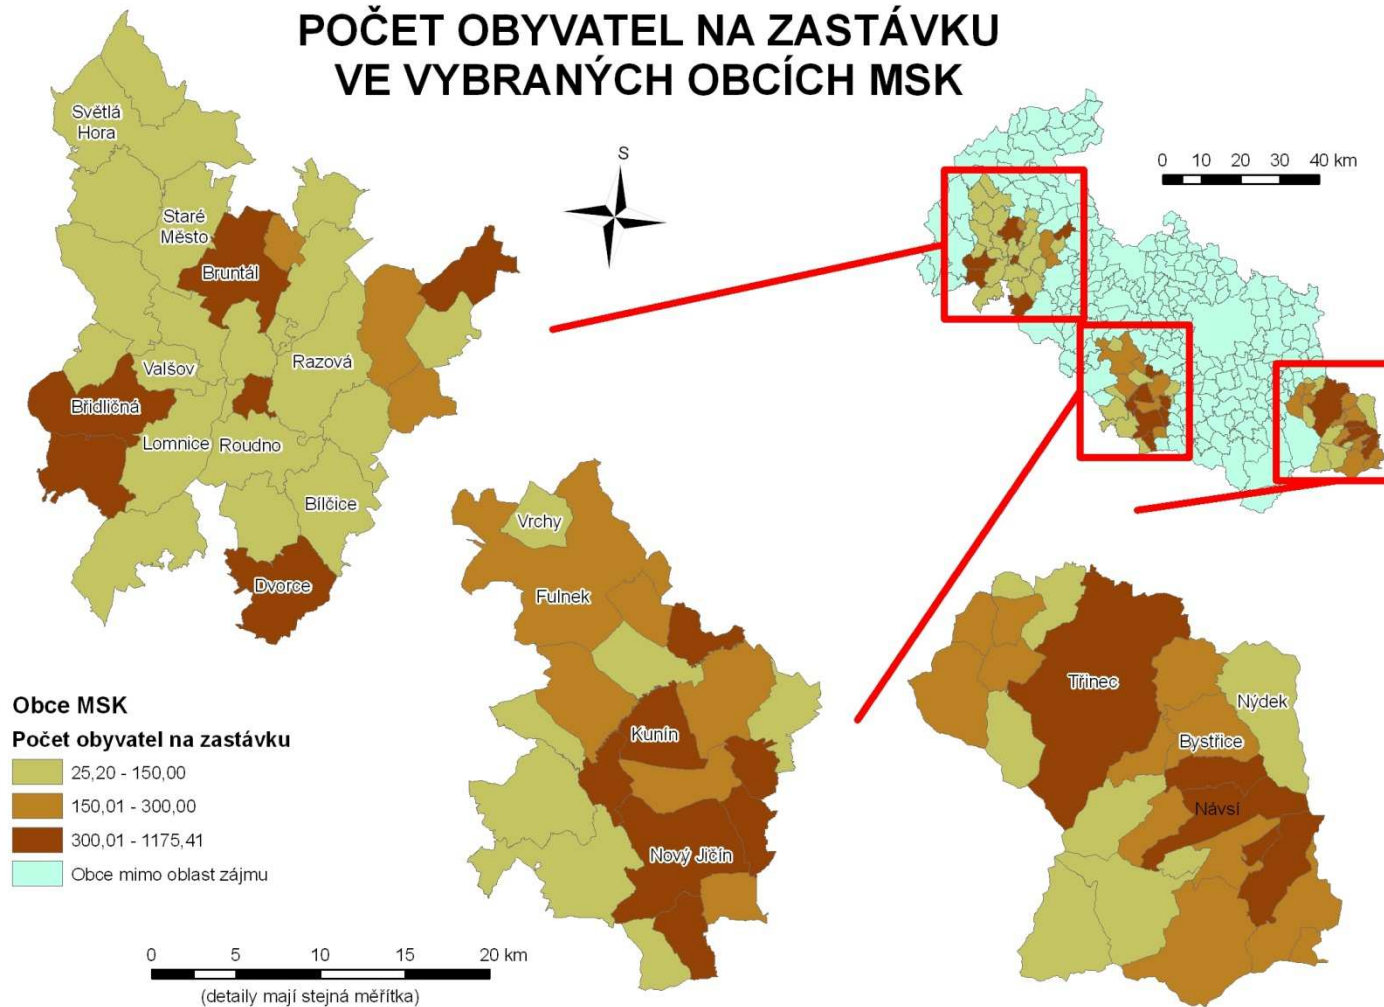 POČET OBYVATEL NA ZASTÁVKU
VE VYBRANÝCH OBCÍCH MSK
S
0 10 20 30 40 km
Světlá
Hora
Staré
Město
Bruntál
Valšov
Razová
Břidličná
Lomnice
Roudno
Bílčice
Dvorce
Vrchy
Fulnek
Kunín
Nový Jičín
Třinec
Nýdek
Bystřice
Návsí
Obce MSK
Počet obyvatel na zastávku
25,20 - 150,00
150,01 - 300,00
300,01 - 1175,41
Obce mimo oblast zájmu
0 5 10 15 20 km
(detaily mají stejná měřítka)